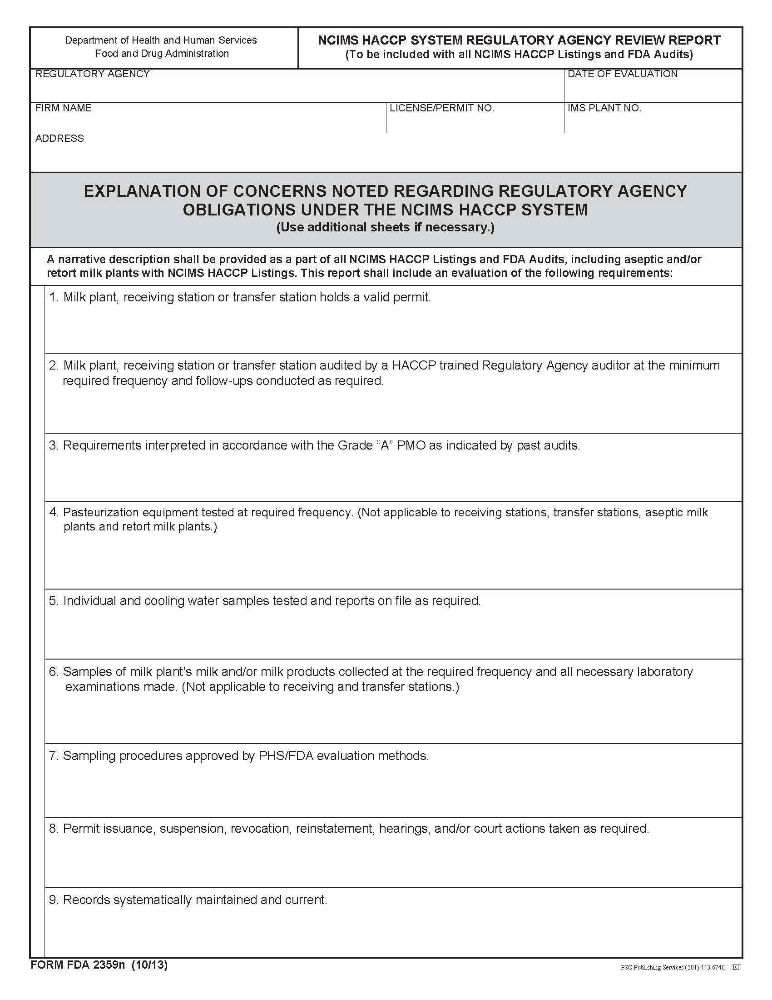 Department of Health and Human Services
Food and Drug Administration
NCIMS HACCP SYSTEM REGULATORY AGENCY REVIEW REPORT
(To be included with all NCIMS HACCP Listings and FDA Audits)
REGULATORY AGENCY
DATE OF EVALUATION
FIRM NAME
LICENSE/PERMIT NO.
IMS PLANT NO.
ADDRESS
EXPLANATION OF CONCERNS NOTED REGARDING REGULATORY AGENCY
OBLIGATIONS UNDER THE NCIMS HACCP SYSTEM
(Use additional sheets if necessary.)
A narrative description shall be provided as a part of all NCIMS HACCP Listings and FDA Audits, including aseptic and/or
retort milk plants with NCIMS HACCP Listings. This report shall include an evaluation of the following requirements:
1. Milk plant, receiving station or transfer station holds a valid permit.
2. Milk plant, receiving station or transfer station audited by a HACCP trained Regulatory Agency auditor at the minimum
required frequency and follow-ups conducted as required.
3. Requirements interpreted in accordance with the Grade “A” PMO as indicated by past audits.
4. Pasteurization equipment tested at required frequency. (Not applicable to receiving stations, transfer stations, aseptic milk
plants and retort milk plants.)
5. Individual and cooling water samples tested and reports on file as required.
6. Samples of milk plant’s milk and/or milk products collected at the required frequency and all necessary laboratory
examinations made. (Not applicable to receiving and transfer stations.)
7. Sampling procedures approved by PHS/FDA evaluation methods.
8. Permit issuance, suspension, revocation, reinstatement, hearings, and/or court actions taken as required.
9. Records systematically maintained and current.
FORM FDA 2359n (10/13)
PSC Publishing Services (301) 443-6740 EF